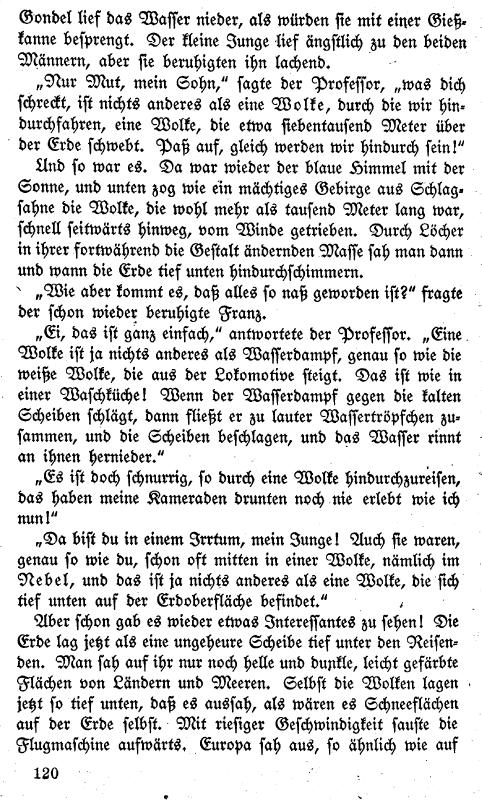 Gondel lief das Wasser nieder, als würden sie mit einer Gieß-
kanne besprengt. Der kleine Junge lief ängstlich zu den beiden
Männern, aber sie beruhigten ihn lachend.
„Nur Mut, mein Sohn,“ sagte der Professor, „was dich
schreckt, ist nichts anderes als eine Wolke, durch die wir hin-
durchfahren, eine Wolke, die etwa siebentausend Meter über
der Erde schwebt. Paß auf, gleich werden wir hindurch sein!“
Und so war es. Da war wieder der blaue Himmel mit der
Sonne, und unten zog wie ein mächtiges Gebirge aus Schlag-
sahne die Wolke, die wohl mehr als tausend Meter lang war,
schnell seitwärts hinweg, vom Winde getrieben. Durch Löcher
in ihrer fortwährend die Gestalt ändernden Masse sah man dann
und wann die Erde tief unten hindurchschimmern.
„Wie aber kommt es, daß alles so naß geworden ist?“ fragte
der schon wieder beruhigte Franz.
„Ei, das ist ganz einfach,“ antwortete der Professor. „Eine
Wolke ist ja nichts anderes als Wasserdampf, genau so wie die
weiße Wolke, die aus der Lokomotive steigt. Das ist wie in
einer Waschküche! Wenn der Wasserdampf gegen die kalten
Scheiben schlägt, dann fließt er zu lauter Wassertröpfchen zu-
sammen, und die Scheiben beschlagen, und das Wasser rinnt
an ihnen hernieder.“
„Es ist doch schnurrig, so durch eine Wolke hindurchzureisen,
das haben meine Kameraden drunten noch nie erlebt wie ich
nun!“
„Da bist du in einem Irrtum, mein Junge! Auch sie waren,
genau so wie du, schon oft mitten in einer Wolke, nämlich im
Nebel, und das ist ja nichts anderes als eine Wolke, die sich
tief unten auf der Erdoberfläche befindet.“
Aber schon gab es wieder etwas Interessantes zu sehen! Die
Erde lag jetzt als eine ungeheure Scheibe tief unter den Reisen-
den. Man sah auf ihr nur noch helle und dunkle, leicht gefärbte
Flächen von Ländern und Meeren. Selbst die Wolken lagen
jetzt so tief unten, daß es aussah, als wären es Schneeflächen
auf der Erde selbst. Mit riesiger Geschwindigkeit sauste die
Flugmaschine aufwärts. Europa sah aus, so ähnlich wie auf
120